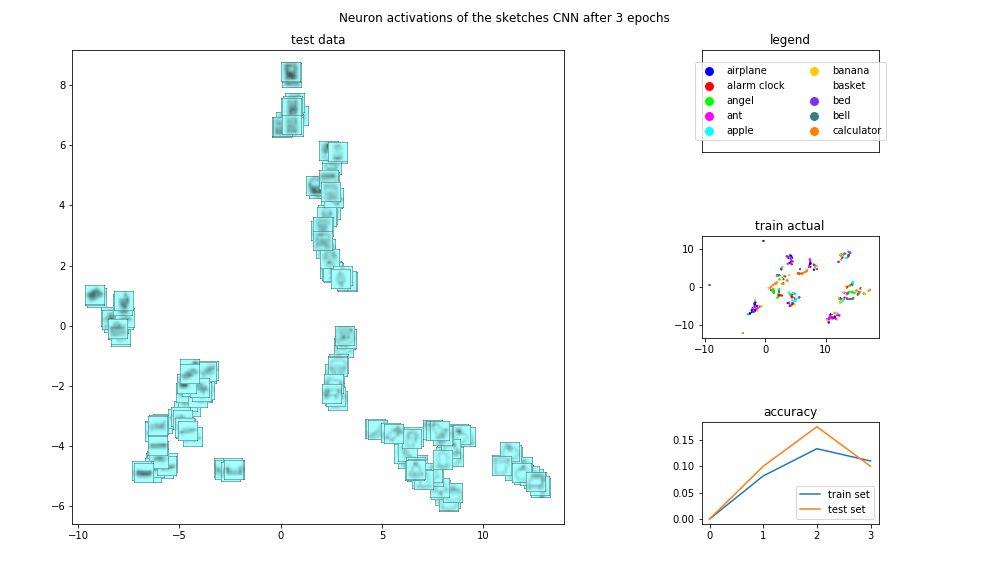 Neuron activations of the sketches CNN after 3 epochs
test data
8
6
4
2
0
−2
−4
−6
−10
−5
0
5
10
legend
airplane
alarm clock
angel
ant
apple
banana
basket
bed
bell
calculator
train actual
10
0
−10
−10
0
10
accuracy
0.15
0.10
0.05
0.00
train set
test set
0
1
2
3